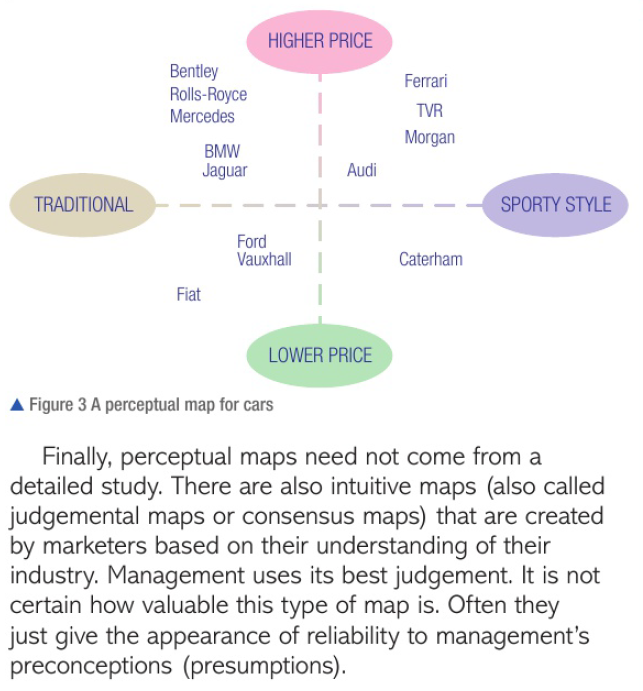 HIGHER PRICE
Bentley
Rolls-Royce
Mercedes
Ferrari
TVR
Morgan
BMW
Jaguar
Audi
TRADITIONAL
SPORTY STYLE
Ford
Vauxhall
Caterham
Fiat
LOWER PRICE
▲ Figure 3 A perceptual map for cars
Finally, perceptual maps need not come from a
detailed study. There are also intuitive maps (also called
judgemental maps or consensus maps) that are created
by marketers based on their understanding of their
industry. Management uses its best judgement. It is not
certain how valuable this type of map is. Often they
just give the appearance of reliability to management’s
preconceptions (presumptions).